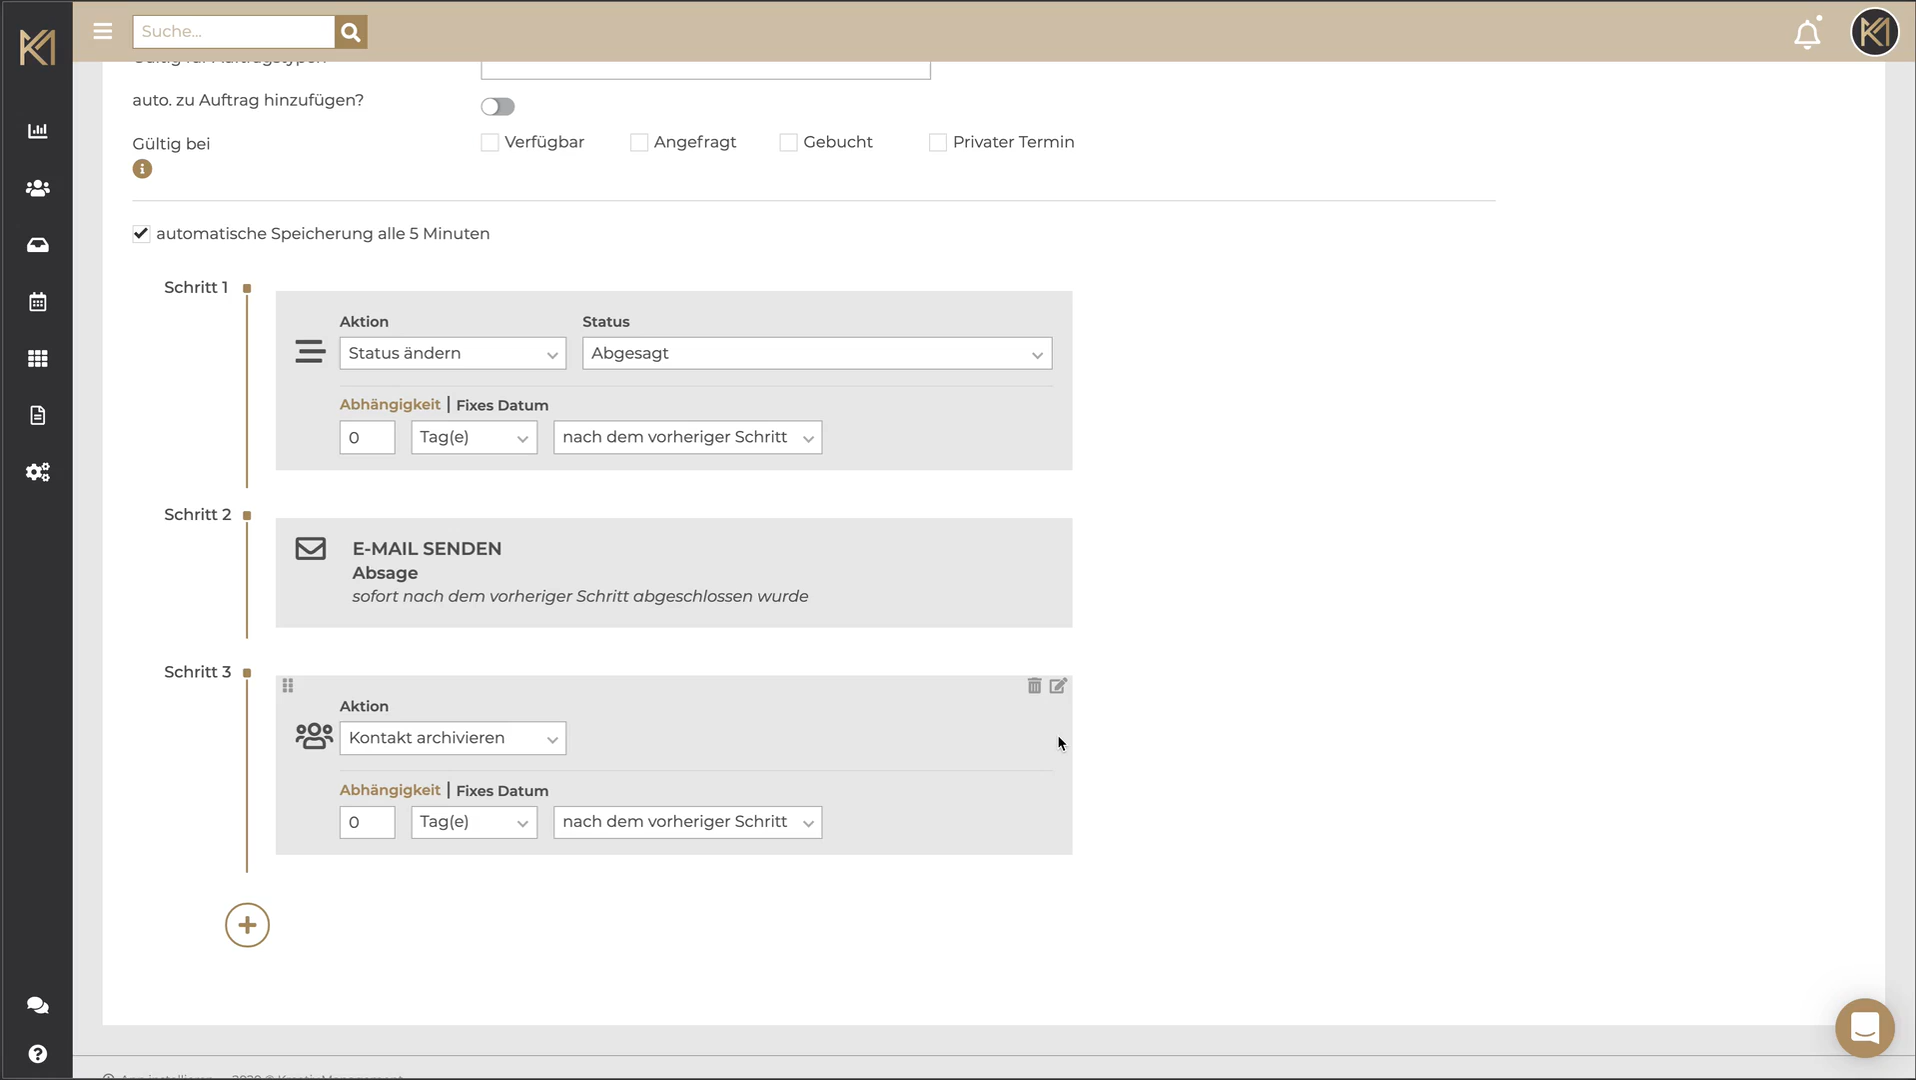 Suche...
auto. zu Auftrag hinzufügen?
Gültig bei
Verfügbar Angefragt Gebucht Privater Termin
automatische Speicherung alle 5 Minuten
Schritt 1
Aktion Status
Status ändern Abgesagt
Abhängigkeit | Fixes Datum
0 Tag(e) nach dem vorheriger Schritt
Schritt 2
E-MAIL SENDEN
Absage
sofort nach dem vorheriger Schritt abgeschlossen wurde
Schritt 3
Aktion
Kontakt archivieren
Abhängigkeit | Fixes Datum
0 Tag(e) nach dem vorheriger Schritt